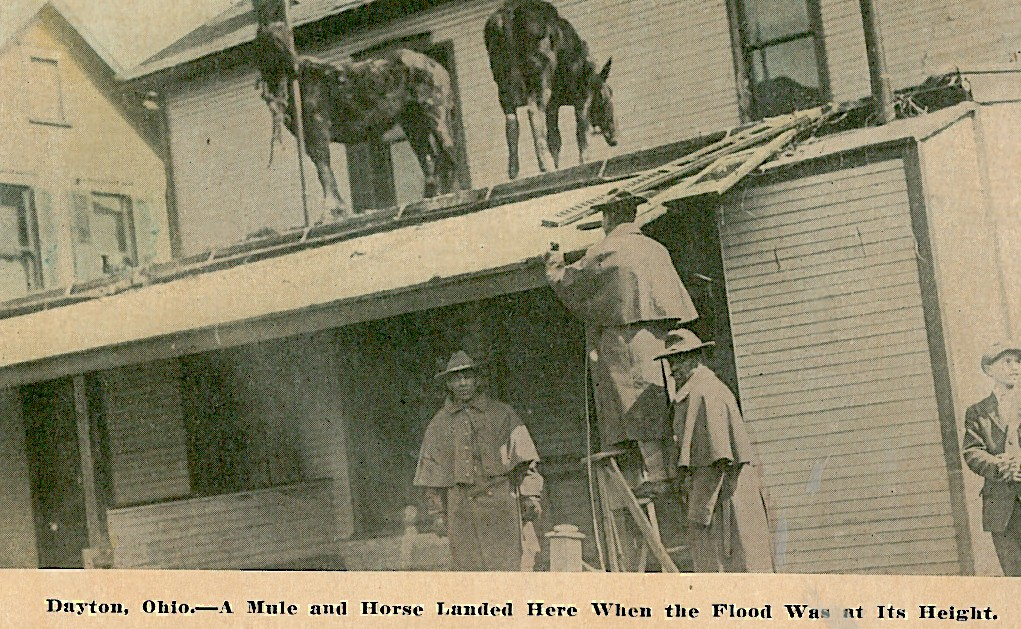 Dayton, Ohio.—A Mule and Horse Landed Here When the Flood Was at Its Height.